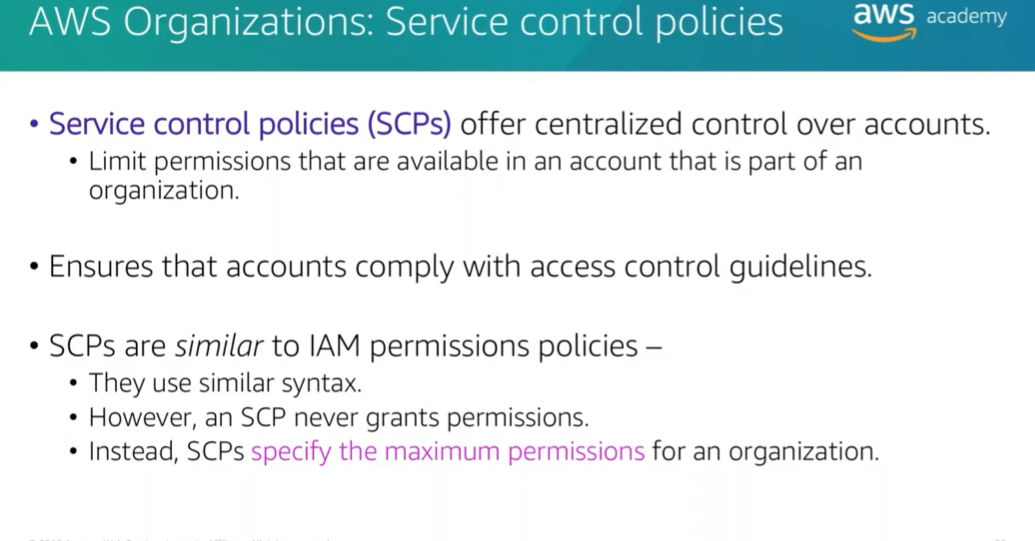 AWS Organizations: Service control policies
aws academy
• Service control policies (SCPs) offer centralized control over accounts.
• Limit permissions that are available in an account that is part of an
organization.
• Ensures that accounts comply with access control guidelines.
• SCPs are similar to IAM permissions policies –
• They use similar syntax.
• However, an SCP never grants permissions.
• Instead, SCPs specify the maximum permissions for an organization.